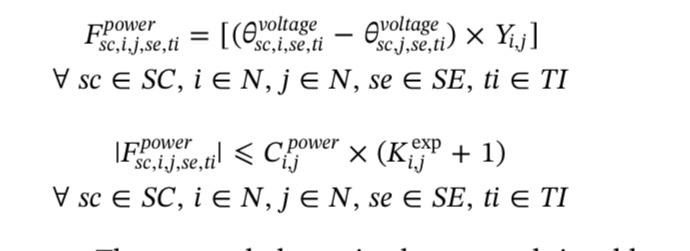 F^{power}_{sc,i,j,se,ti} = [(θ^{voltage}_{sc,i,se,ti} − θ^{voltage}_{sc,j,se,ti}) × Y_{i,j}]
∀ sc ∈ SC, i ∈ N, j ∈ N, se ∈ SE, ti ∈ TI
|F^{power}_{sc,i,j,se,ti}| ⩽ C^{power}_{i,j} × (K^{exp}_{i,j} + 1)
∀ sc ∈ SC, i ∈ N, j ∈ N, se ∈ SE, ti ∈ TI